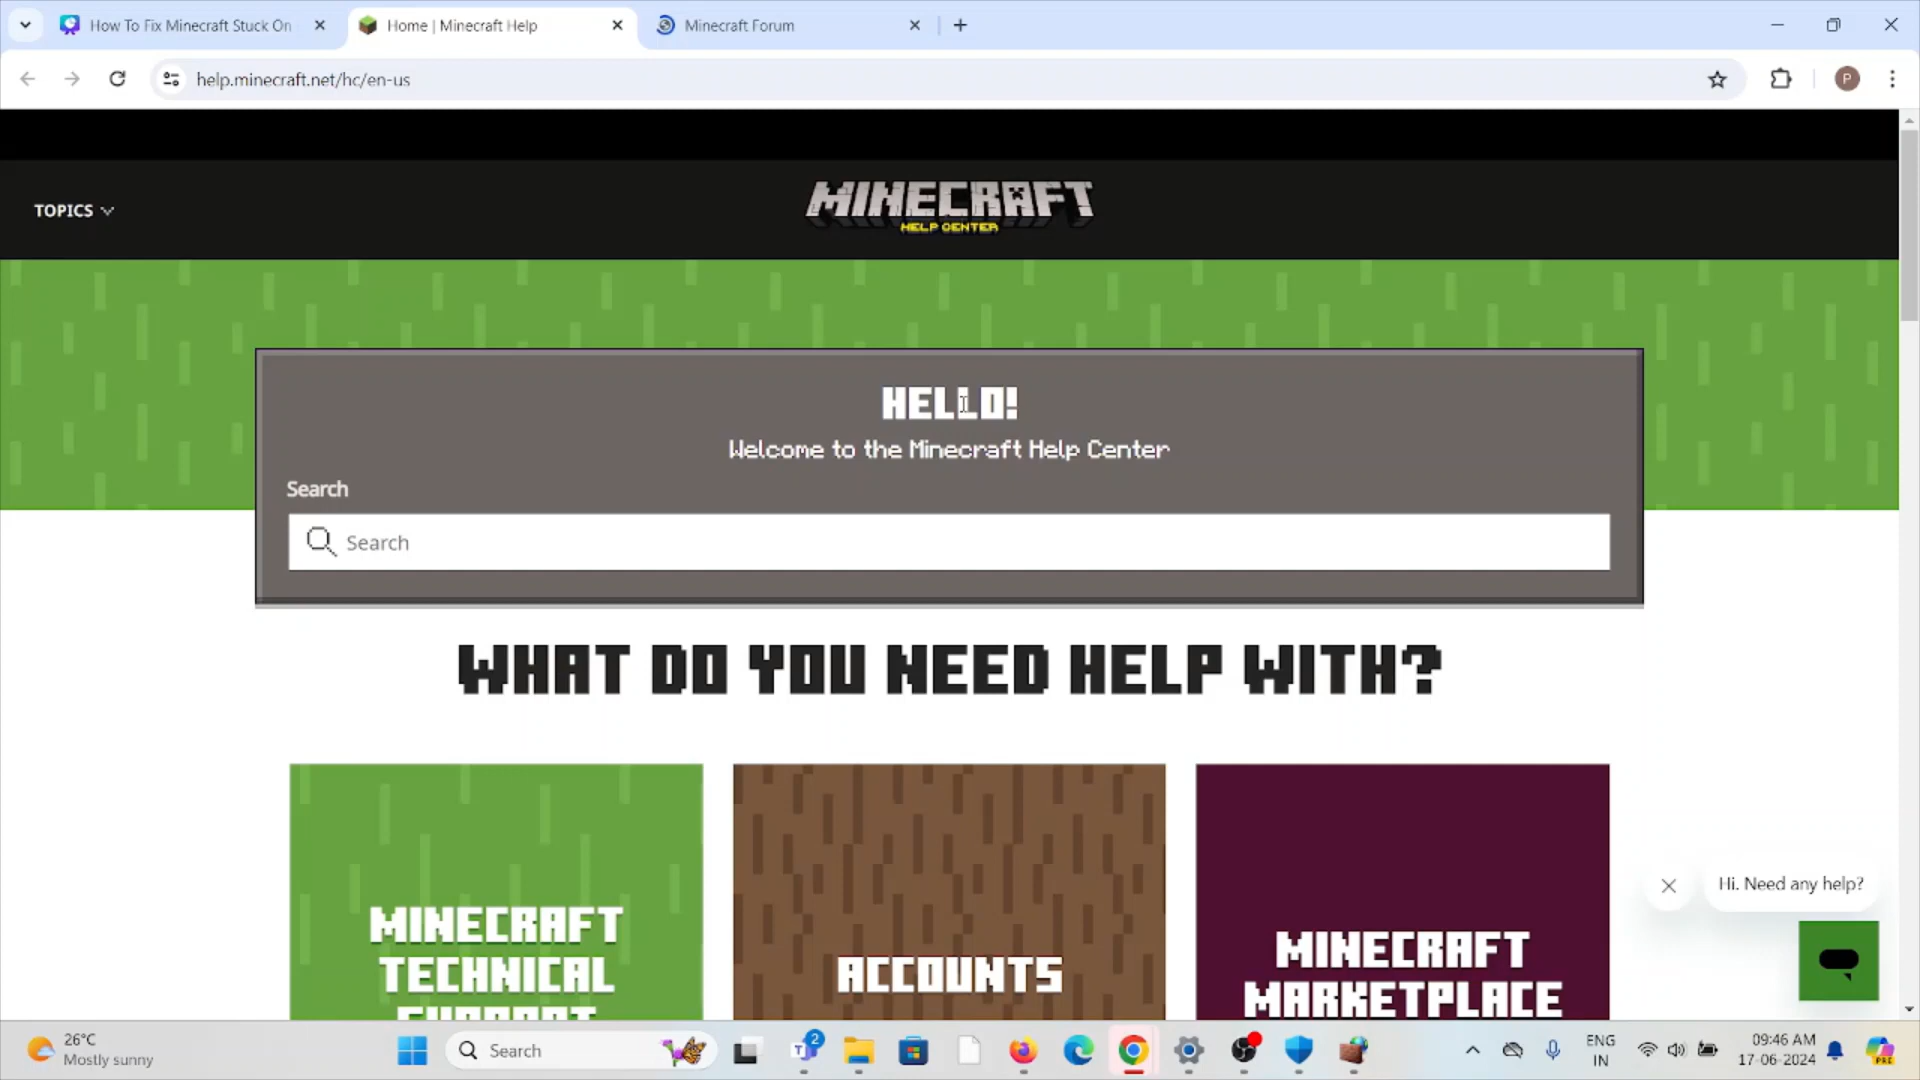 How To Fix Minecraft Stuck On
Home | Minecraft Help
Minecraft Forum
help.minecraft.net/hc/en-us
P
TOPICS
MINECRAFT
HELP CENTER
HELLO!
Welcome to the Minecraft Help Center
Search
Search
WHAT DO YOU NEED HELP WITH?
MINECRAFT
TECHNICAL
SUPPORT
ACCOUNTS
MINECRAFT
MARKETPLACE
Hi. Need any help?
26°C
Mostly sunny
Search
2
ENG
IN
09:46 AM
17-06-2024
PRE